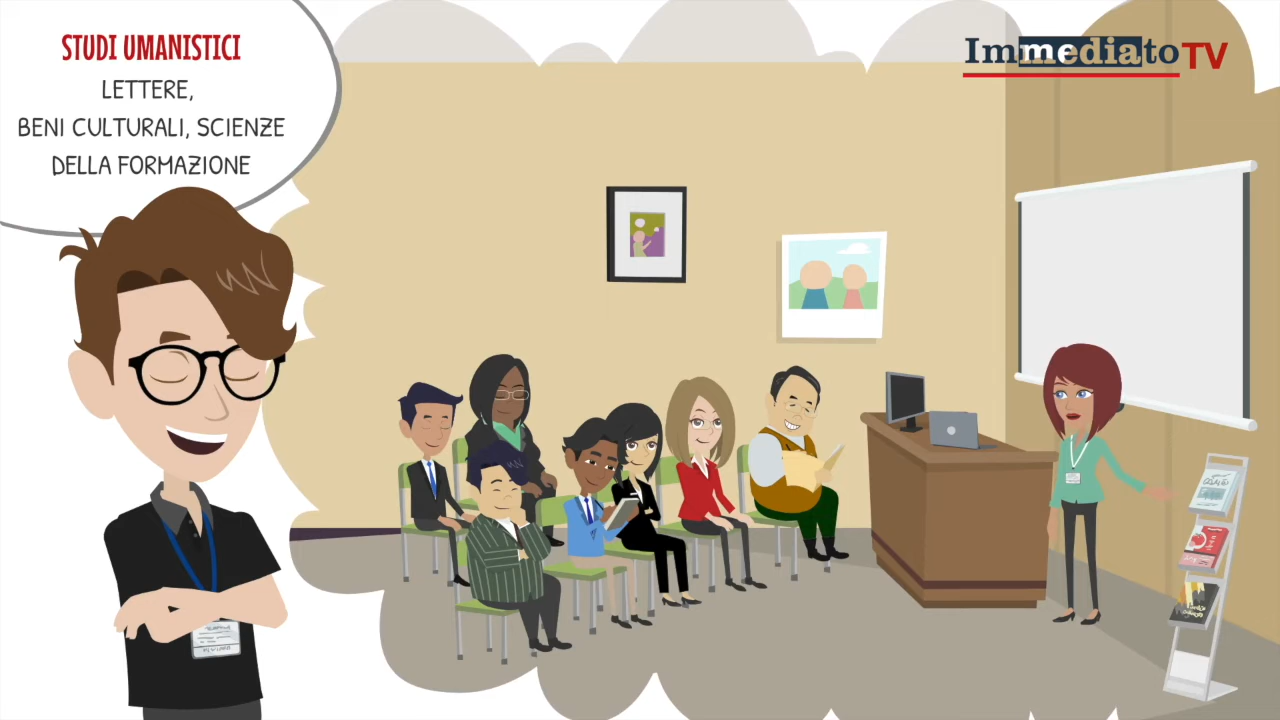 STUDI UMANISTICI
LETTERE,
BENI CULTURALI, SCIENZE
DELLA FORMAZIONE
ImmediatoTV